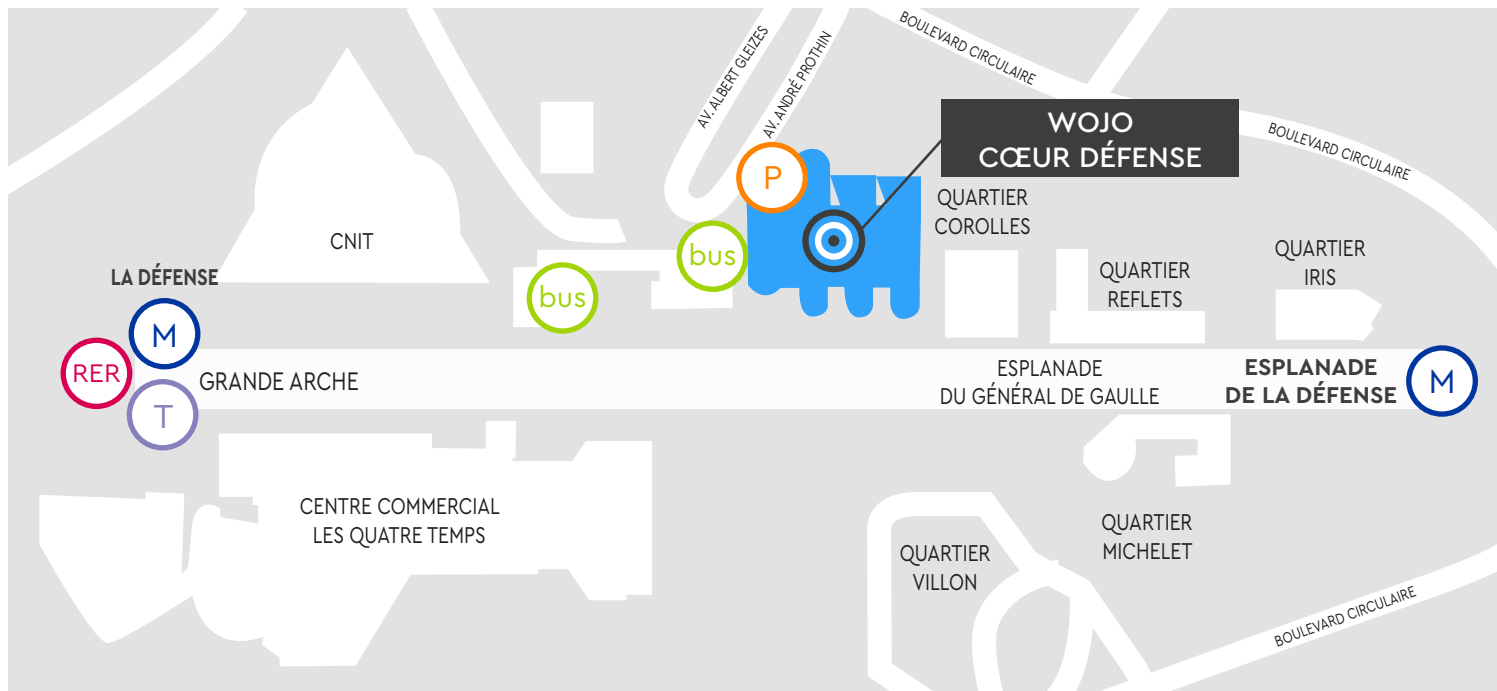 BOULEVARD CIRCULAIRE
AV. ALBERT GLEIZES
AV. ANDRÉ PROTHIN
WOJO
CŒUR DÉFENSE
BOULEVARD CIRCULAIRE
P
QUARTIER
COROLLES
CNIT
bus
bus
QUARTIER
REFLETS
QUARTIER
IRIS
LA DÉFENSE
M
RER
T
GRANDE ARCHE
ESPLANADE
DU GÉNÉRAL DE GAULLE
ESPLANADE
DE LA DÉFENSE
M
CENTRE COMMERCIAL
LES QUATRE TEMPS
QUARTIER
VILLON
QUARTIER
MICHELET
BOULEVARD CIRCULAIRE